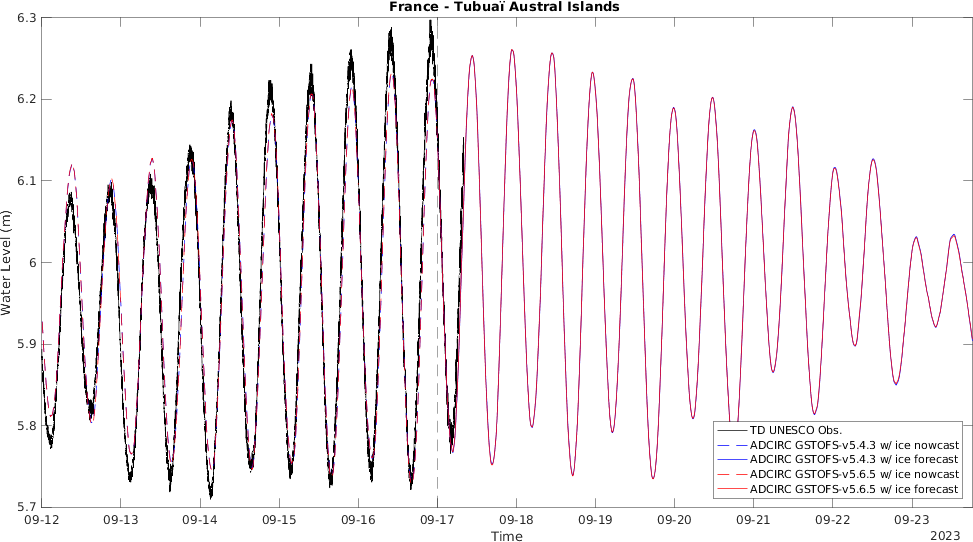 France - Tubuaï Austral Islands
6.3
6.2
6.1
6
5.9
5.8
5.7
Water Level (m)
TD UNESCO Obs.
ADCIRC GSTOFS-v5.4.3 w/ ice nowcast
ADCIRC GSTOFS-v5.4.3 w/ ice forecast
ADCIRC GSTOFS-v5.6.5 w/ ice nowcast
ADCIRC GSTOFS-v5.6.5 w/ ice forecast
09-12 09-13 09-14 09-15 09-16 09-17 09-18 09-19 09-20 09-21 09-22 09-23
Time
2023